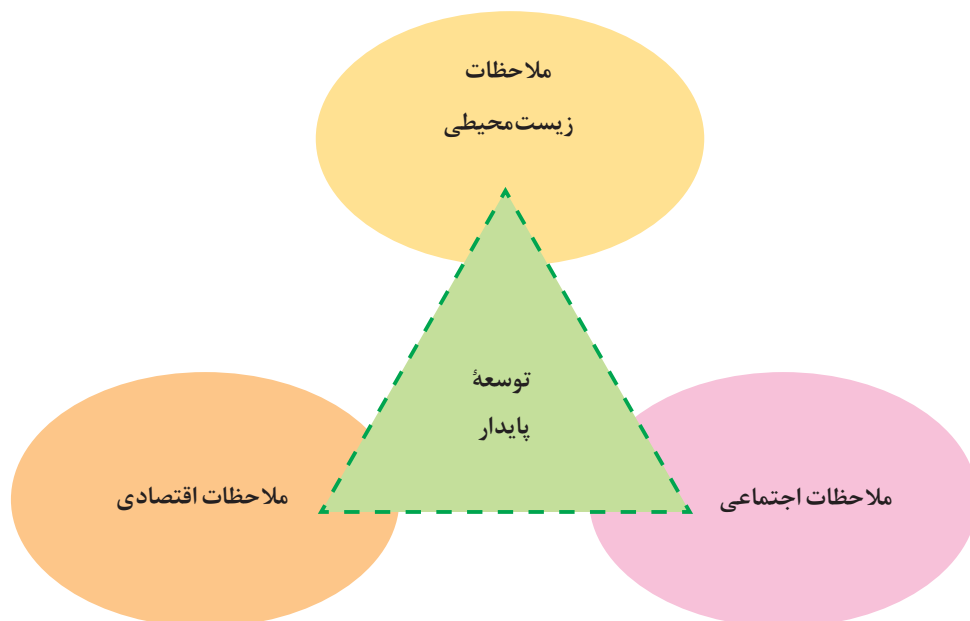 ملاحظات
زیست‌محیطی
توسعهٔ
پایدار
ملاحظات اجتماعی
ملاحظات اقتصادی